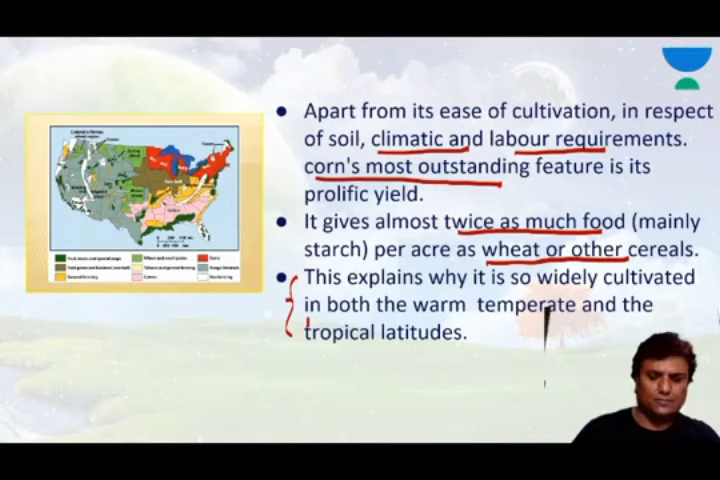 Apart from its ease of cultivation, in respect
of soil, climatic and labour requirements.
corn's most outstanding feature is its
prolific yield.
It gives almost twice as much food (mainly
starch) per acre as wheat or other cereals.
This explains why it is so widely cultivated
in both the warm temperate and the
tropical latitudes.
Cotton